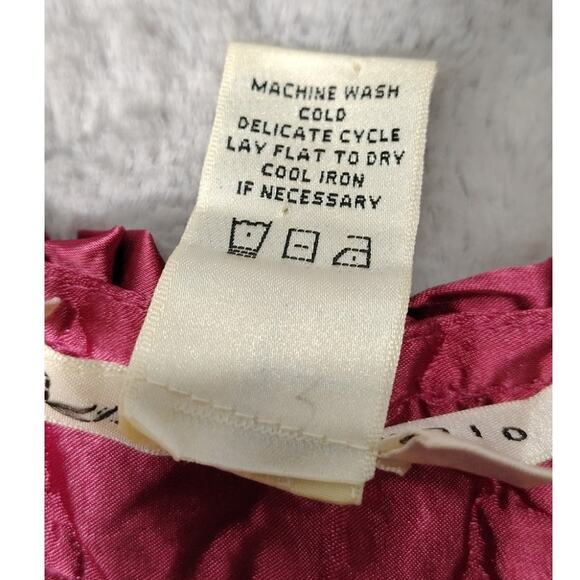 MACHINE WASH
COLD
DELICATE CYCLE
LAY FLAT TO DRY
COOL IRON
IF NECESSARY